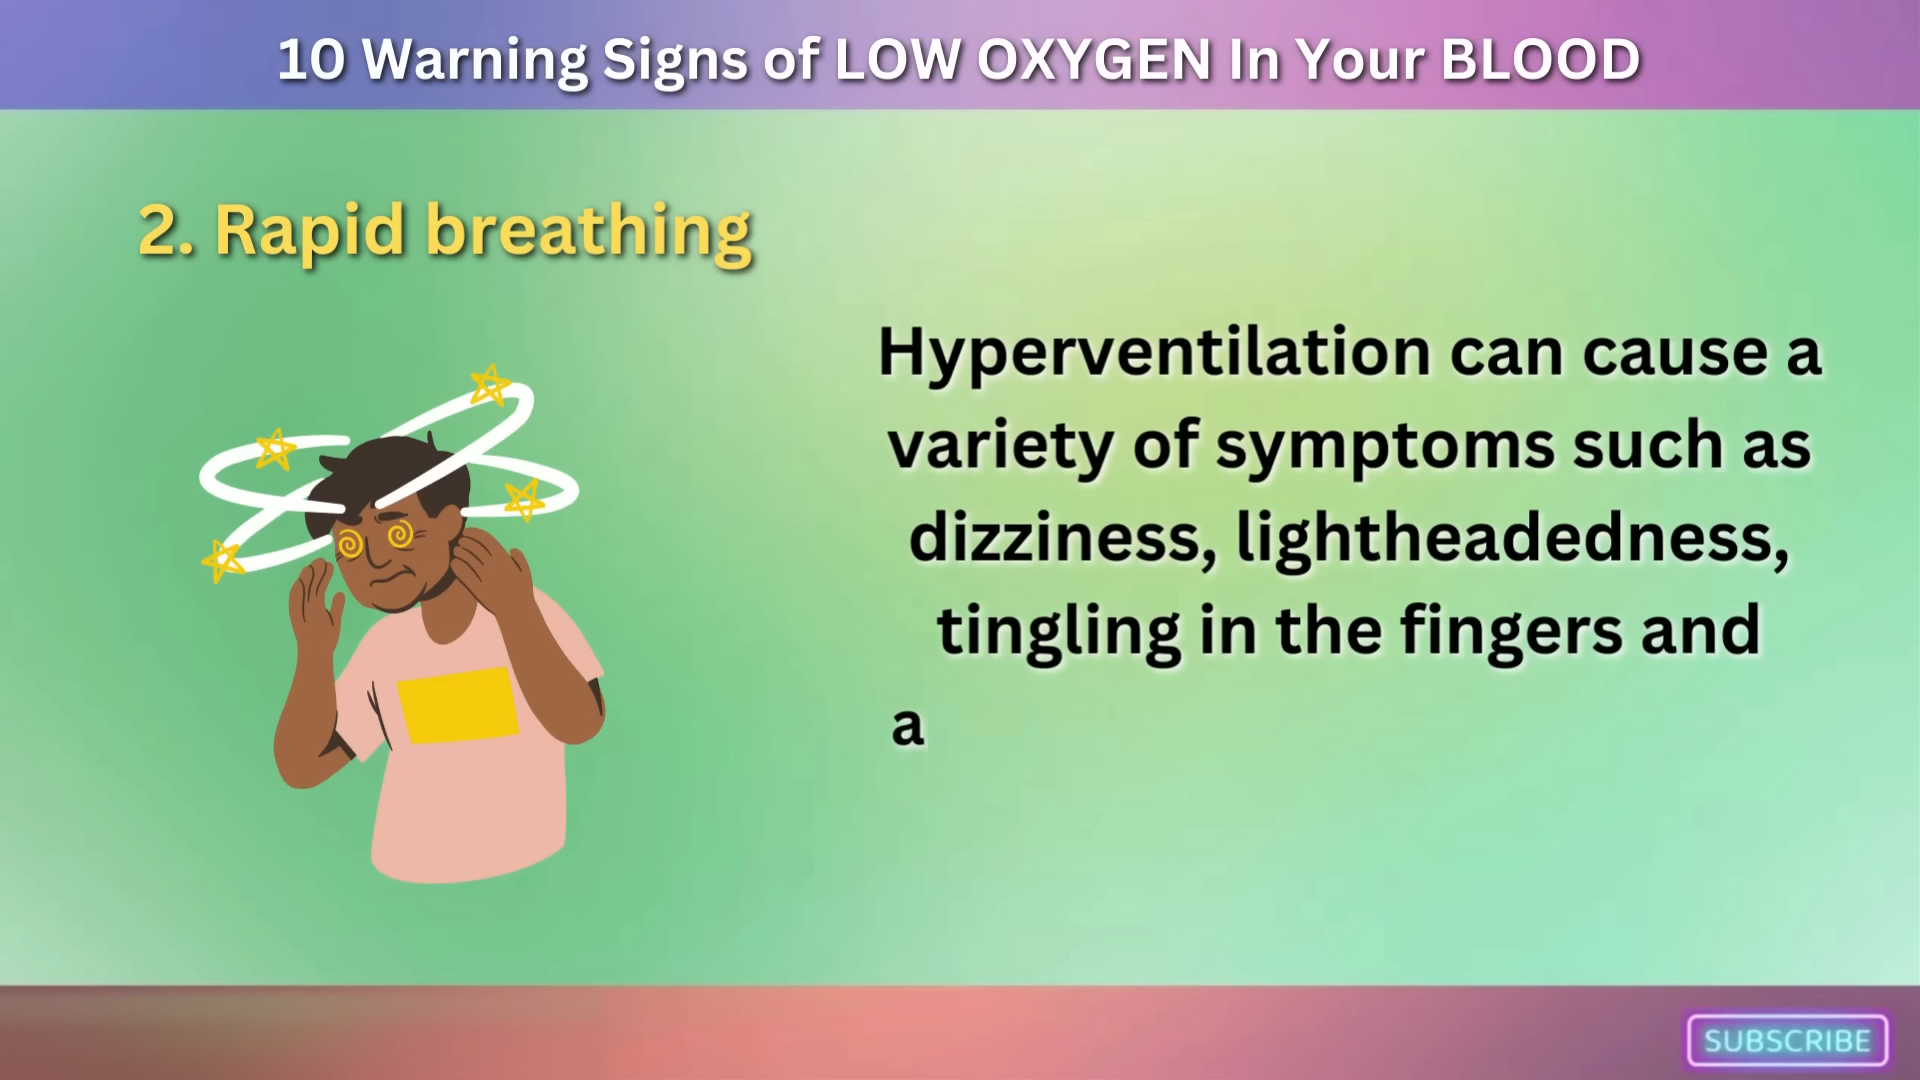 10 Warning Signs of LOW OXYGEN In Your BLOOD
2. Rapid breathing
Hyperventilation can cause a
variety of symptoms such as
dizziness, lightheadedness,
tingling in the fingers and
a
SUBSCRIBE